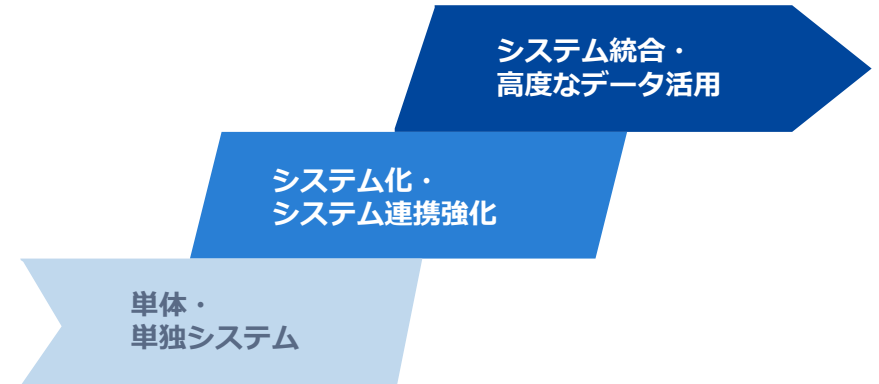 システム統合・
高度なデータ活用
システム化・
システム連携強化
単体・
単独システム